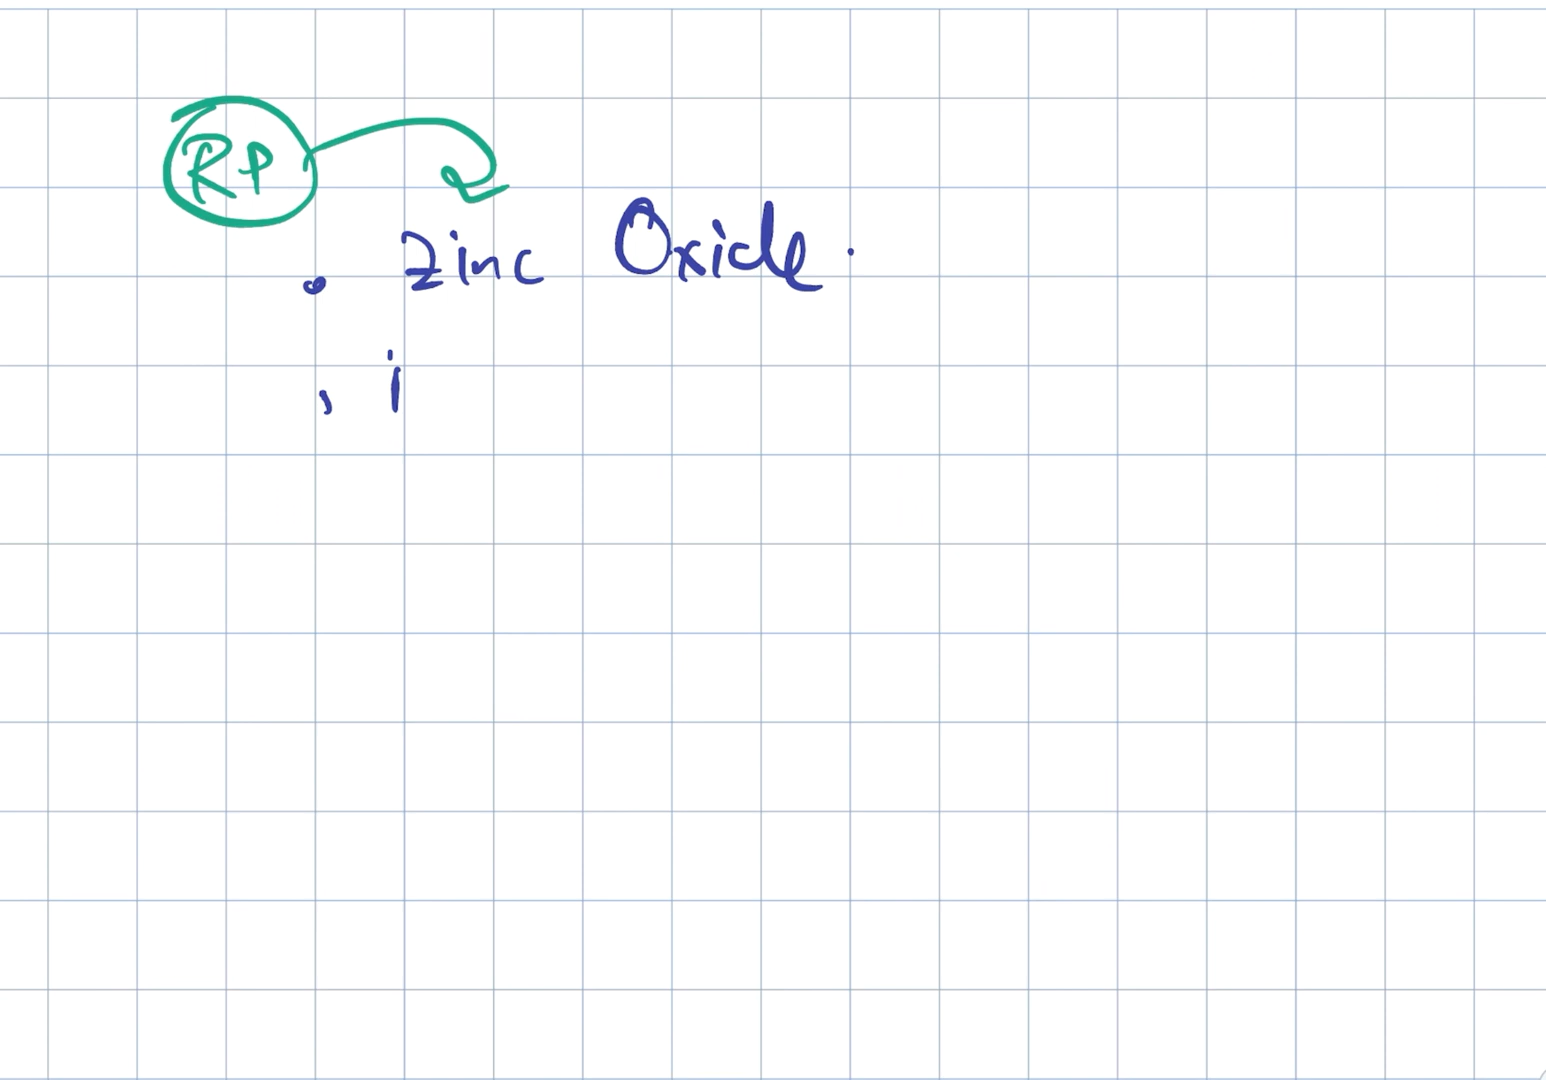 RP
• Zinc Oxide.
• i